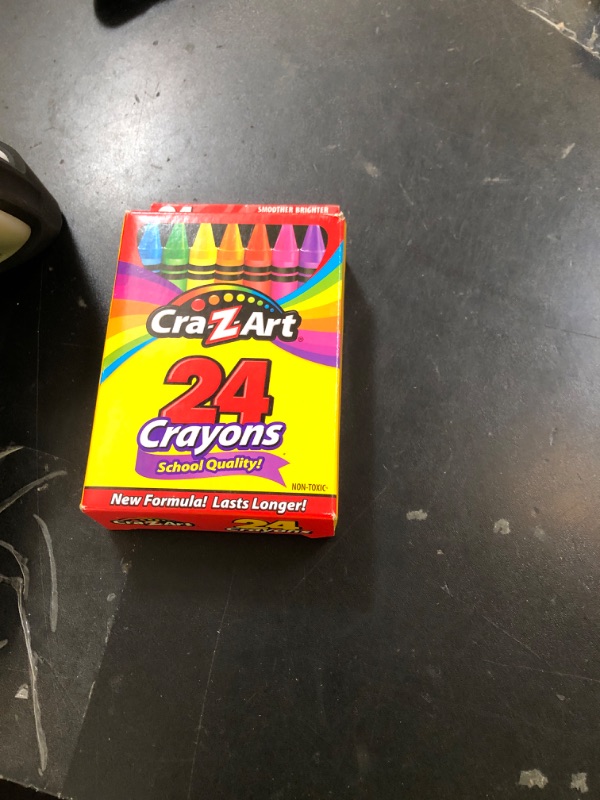 SMOOTHER BRIGHTER
Cra-Z-Art
24
Crayons
School Quality!
NON-TOXIC
New Formula! Lasts Longer!
Cra-Z-Art
24
Crayons